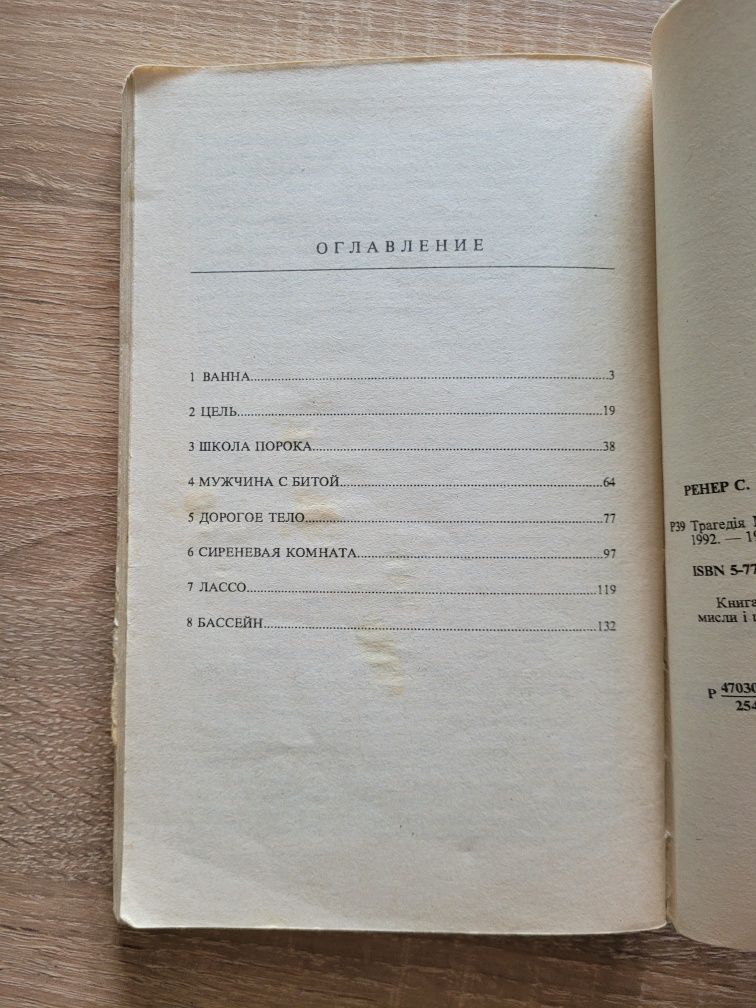 ОГЛАВЛЕНИЕ
1 ВАННА........3
2 ЦЕЛЬ........19
3 ШКОЛА ПОРОКА........38
4 МУЖЧИНА С БИТОЙ........64
5 ДОРОГОЕ ТЕЛО........77
6 СИРЕНЕВАЯ КОМНАТА........97
7 ЛАССО........119
8 БАССЕЙН........132
РЕНЕР С.
Р39 Трагедія
1992. —
ISBN 5-77
Книга
мисли і
Р 47030
254